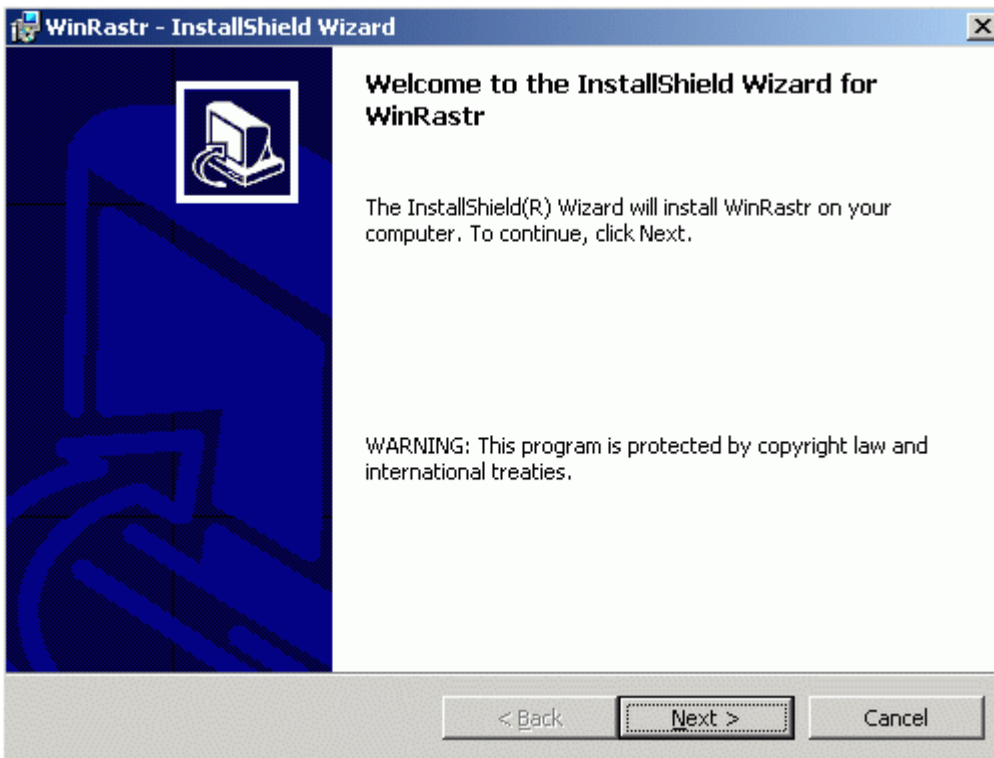 WinRastr - InstallShield Wizard
Welcome to the InstallShield Wizard for
WinRastr
The InstallShield(R) Wizard will install WinRastr on your
computer. To continue, click Next.
WARNING: This program is protected by copyright law and
international treaties.
< Back
Next >
Cancel